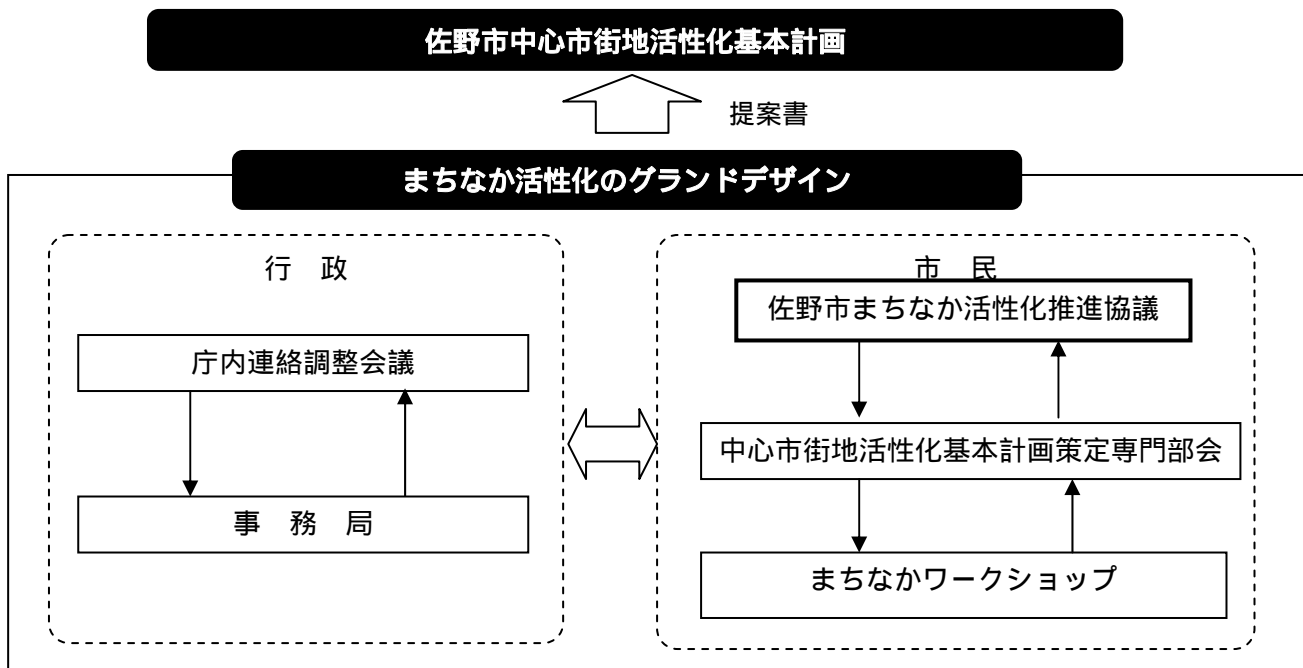 佐野市中心市街地活性化基本計画
提案書
まちなか活性化のグランドデザイン
行 政
庁内連絡調整会議
事 務 局
市 民
佐野市まちなか活性化推進協議
中心市街地活性化基本計画策定専門部会
まちなかワークショップ